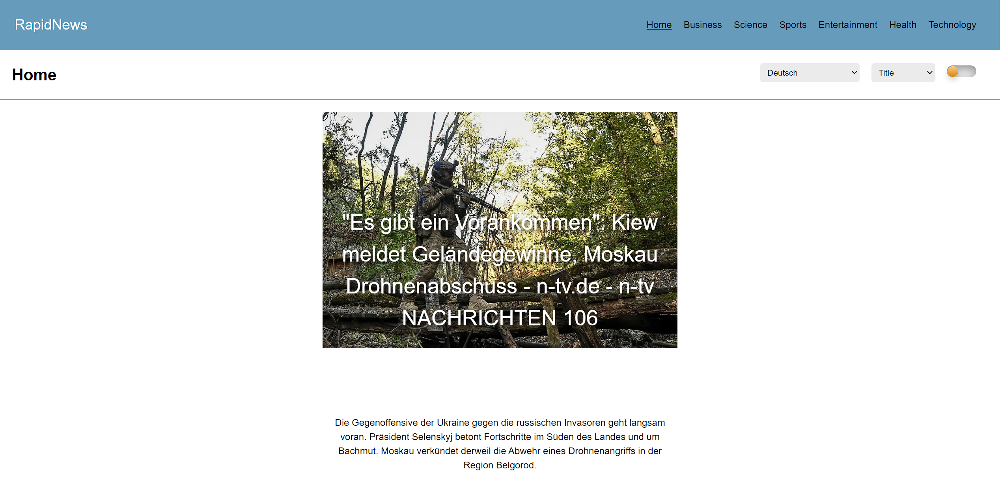 RapidNews
Home Business Science Sports Entertainment Health Technology
Home
Deutsch
Title
"Es gibt ein Vorankommen": Kiew
meldet Geländegewinne, Moskau
Drohnenabschuss - n-tv.de - n-tv
NACHRICHTEN 106
Die Gegenoffensive der Ukraine gegen die russischen Invasoren geht langsam
voran. Präsident Selenskyj betont Fortschritte im Süden des Landes und um
Bachmut. Moskau verkündet derweil die Abwehr eines Drohnenangriffs in der
Region Belgorod.